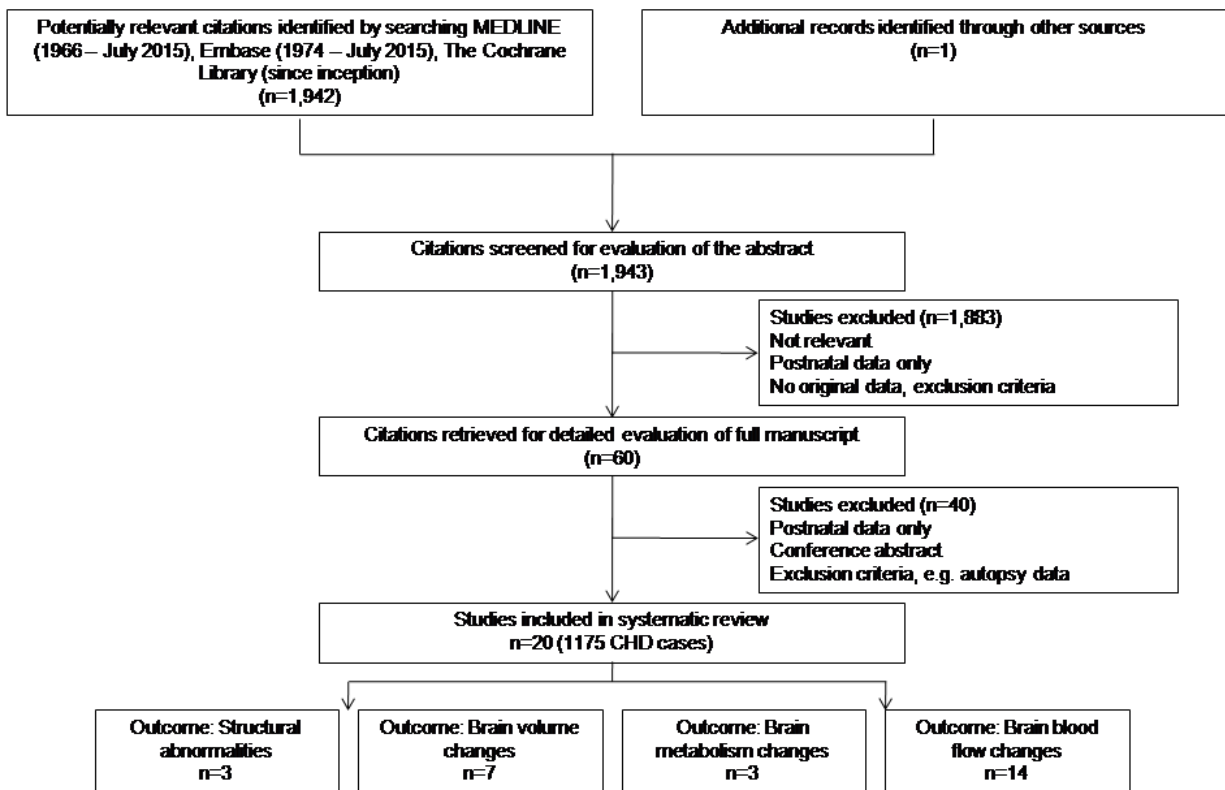 Potentially relevant citations identified by searching MEDLINE
(1966 – July 2015), Embase (1974 – July 2015), The Cochrane
Library (since inception)
(n=1,942)
Additional records identified through other sources
(n=1)
Citations screened for evaluation of the abstract
(n=1,943)
Studies excluded (n=1,883)
Not relevant
Postnatal data only
No original data, exclusion criteria
Citations retrieved for detailed evaluation of full manuscript
(n=60)
Studies excluded (n=40)
Postnatal data only
Conference abstract
Exclusion criteria, e.g. autopsy data
Studies included in systematic review
n=20 (1175 CHD cases)
Outcome: Structural
abnormalities
n=3
Outcome: Brain volume
changes
n=7
Outcome: Brain
metabolism changes
n=3
Outcome: Brain blood
flow changes
n=14